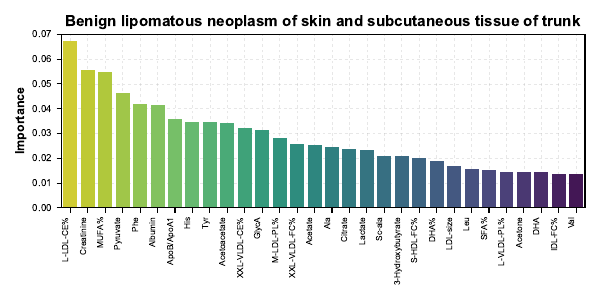 Benign lipomatous neoplasm of skin and subcutaneous tissue of trunk
Importance
0.07
0.06
0.05
0.04
0.03
0.02
0.01
0.00
L-LDL-CE%
Creatinine
MUFA%
Pyruvate
Phe
Albumin
ApoB/ApoA1
His
Tyr
Acetoacetate
XXL-VLDL-CE%
GlycA
M-LDL-PL%
XXL-VLDL-FC%
Acetate
Ala
Citrate
Lactate
Sc-ala
3-Hydroxybutyrate
S-HDL-FC%
DHA%
LDL-size
Leu
SFA%
L-VLDL-PL%
Acetone
DHA
IDL-FC%
Val